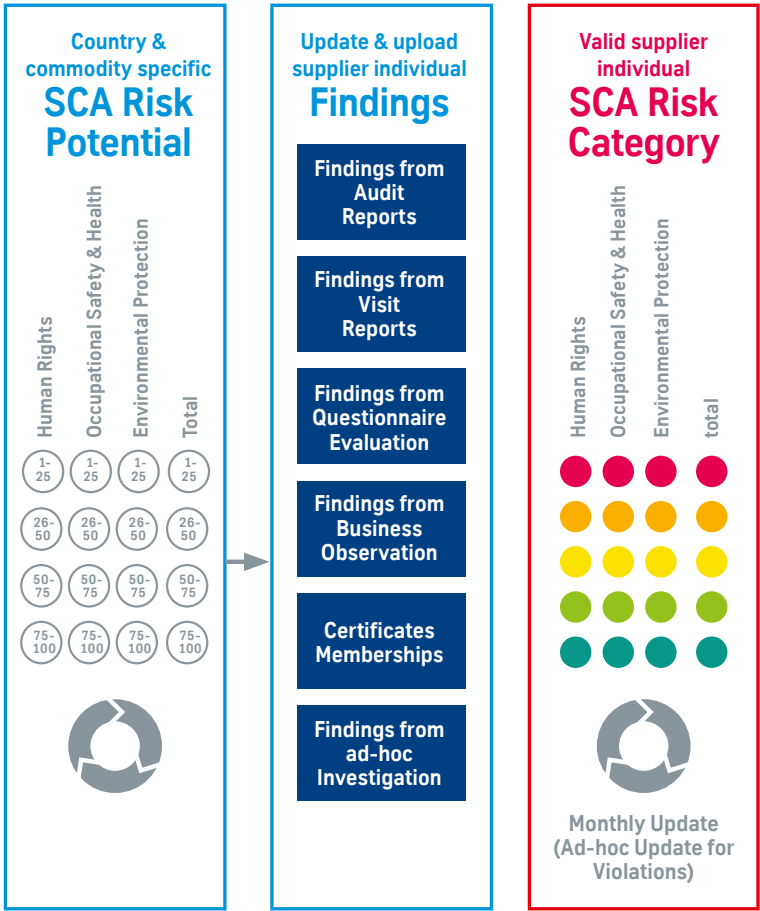 Country &
commodity specific
SCA Risk
Potential
Human Rights
Occupational Safety & Health
Environmental Protection
Total
1-
25
1-
25
1-
25
1-
25
26-
50
26-
50
26-
50
26-
50
50-
75
50-
75
50-
75
50-
75
75-
100
75-
100
75-
100
75-
100
Update & upload
supplier individual
Findings
Findings from
Audit
Reports
Findings from
Visit
Reports
Findings from
Questionnaire
Evaluation
Findings from
Business
Observation
Certificates
Memberships
Findings from
ad-hoc
Investigation
Valid supplier
individual
SCA Risk
Category
Human Rights
Occupational Safety & Health
Environmental Protection
total
Monthly Update
(Ad-hoc Update for
Violations)